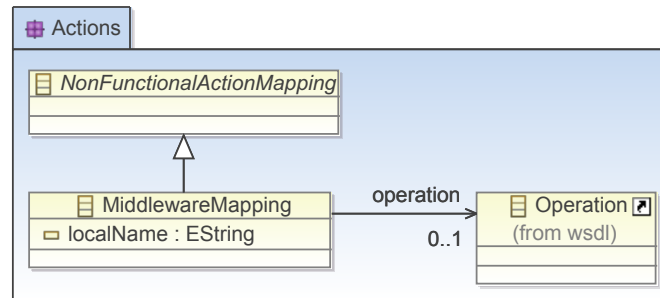 Actions
NonFunctionalActionMapping
MiddlewareMapping
localName : EString
operation
0..1
Operation
(from wsdl)